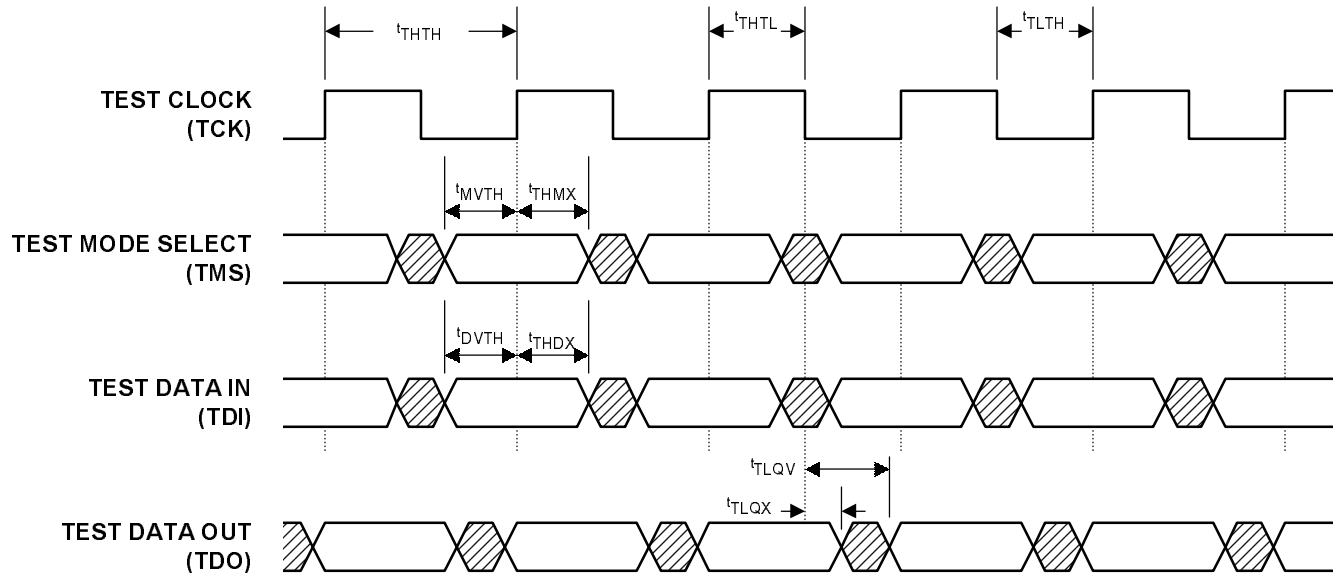 tTHTH
tTHTL
tTLTH
TEST CLOCK
(TCK)
tMVTH
tTHMX
TEST MODE SELECT
(TMS)
tDVTH
tTHDX
TEST DATA IN
(TDI)
tTLQV
tTLQX
TEST DATA OUT
(TDO)